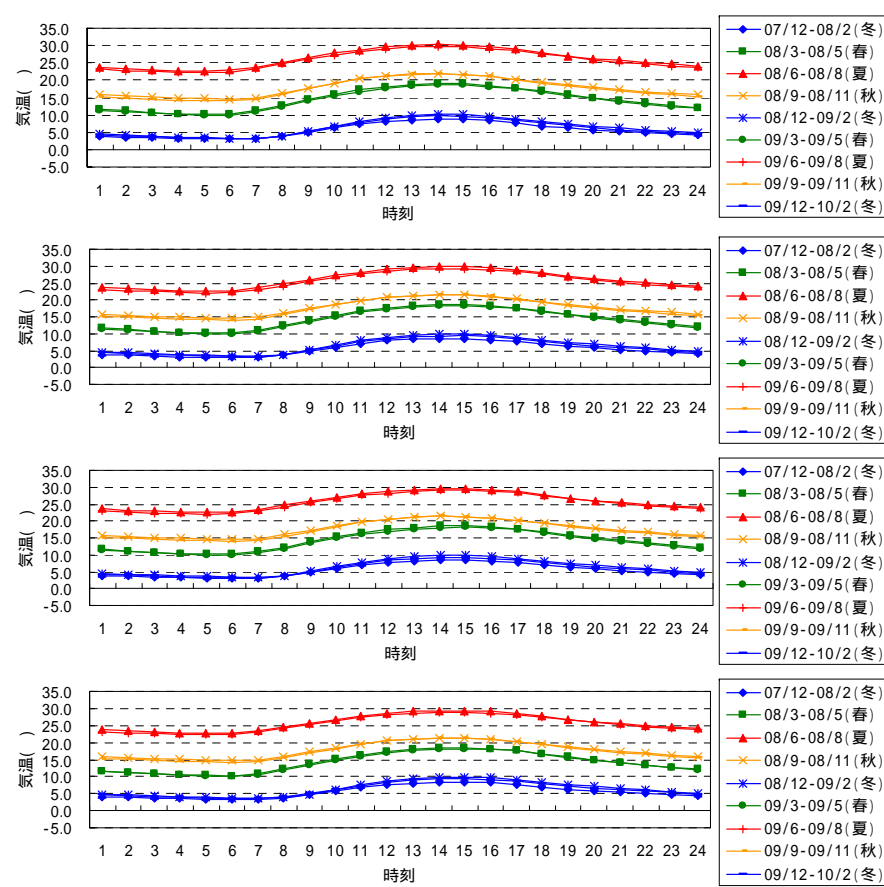 35.0
30.0
25.0
20.0
15.0
10.0
5.0
0.0
-5.0
気温( )
1 2 3 4 5 6 7 8 9 10 11 12 13 14 15 16 17 18 19 20 21 22 23 24
時刻
07/12-08/2(冬)
08/3-08/5(春)
08/6-08/8(夏)
08/9-08/11(秋)
08/12-09/2(冬)
09/3-09/5(春)
09/6-09/8(夏)
09/9-09/11(秋)
09/12-10/2(冬)
35.0
30.0
25.0
20.0
15.0
10.0
5.0
0.0
-5.0
気温( )
1 2 3 4 5 6 7 8 9 10 11 12 13 14 15 16 17 18 19 20 21 22 23 24
時刻
07/12-08/2(冬)
08/3-08/5(春)
08/6-08/8(夏)
08/9-08/11(秋)
08/12-09/2(冬)
09/3-09/5(春)
09/6-09/8(夏)
09/9-09/11(秋)
09/12-10/2(冬)
35.0
30.0
25.0
20.0
15.0
10.0
5.0
0.0
-5.0
気温( )
1 2 3 4 5 6 7 8 9 10 11 12 13 14 15 16 17 18 19 20 21 22 23 24
時刻
07/12-08/2(冬)
08/3-08/5(春)
08/6-08/8(夏)
08/9-08/11(秋)
08/12-09/2(冬)
09/3-09/5(春)
09/6-09/8(夏)
09/9-09/11(秋)
09/12-10/2(冬)
35.0
30.0
25.0
20.0
15.0
10.0
5.0
0.0
-5.0
気温( )
1 2 3 4 5 6 7 8 9 10 11 12 13 14 15 16 17 18 19 20 21 22 23 24
時刻
07/12-08/2(冬)
08/3-08/5(春)
08/6-08/8(夏)
08/9-08/11(秋)
08/12-09/2(冬)
09/3-09/5(春)
09/6-09/8(夏)
09/9-09/11(秋)
09/12-10/2(冬)